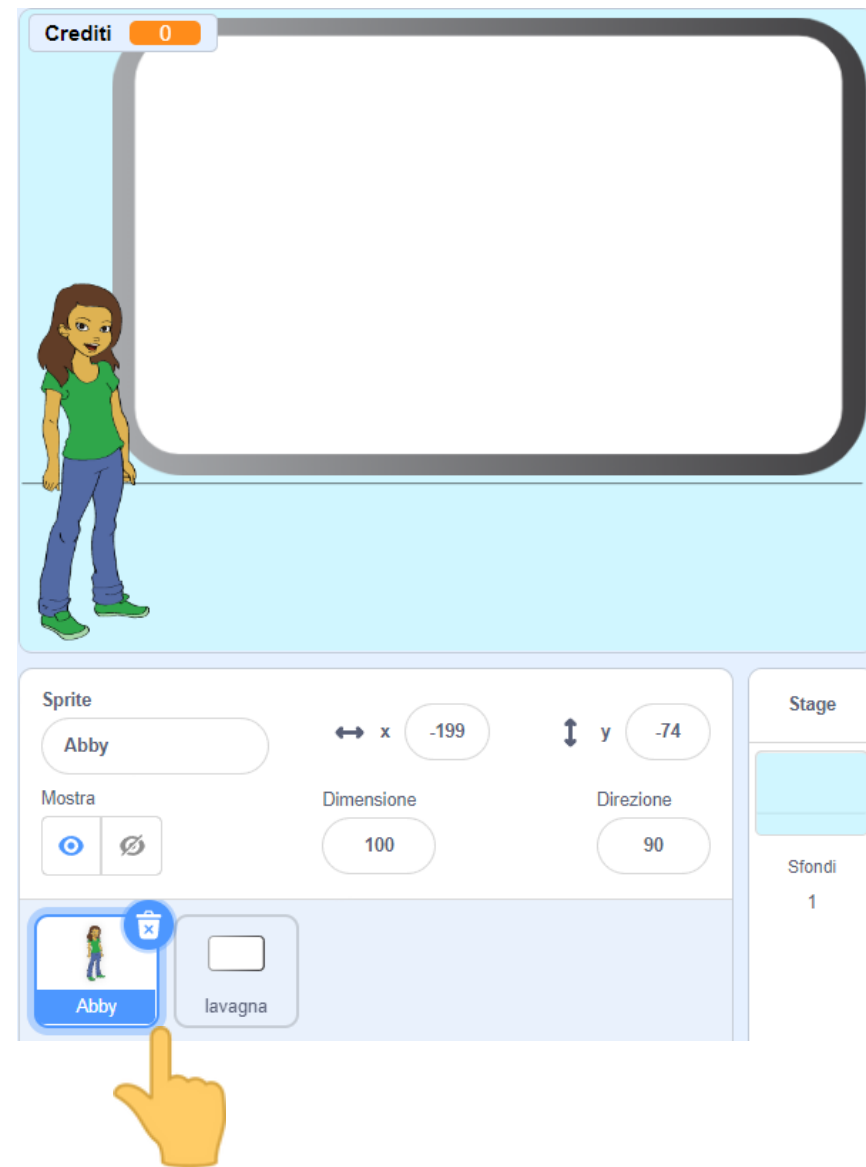 Crediti 0
Sprite
Abby
x -199
y -74
Stage
Mostra
Dimensione
Direzione
100
90
Sfondi
1
Abby
lavagna